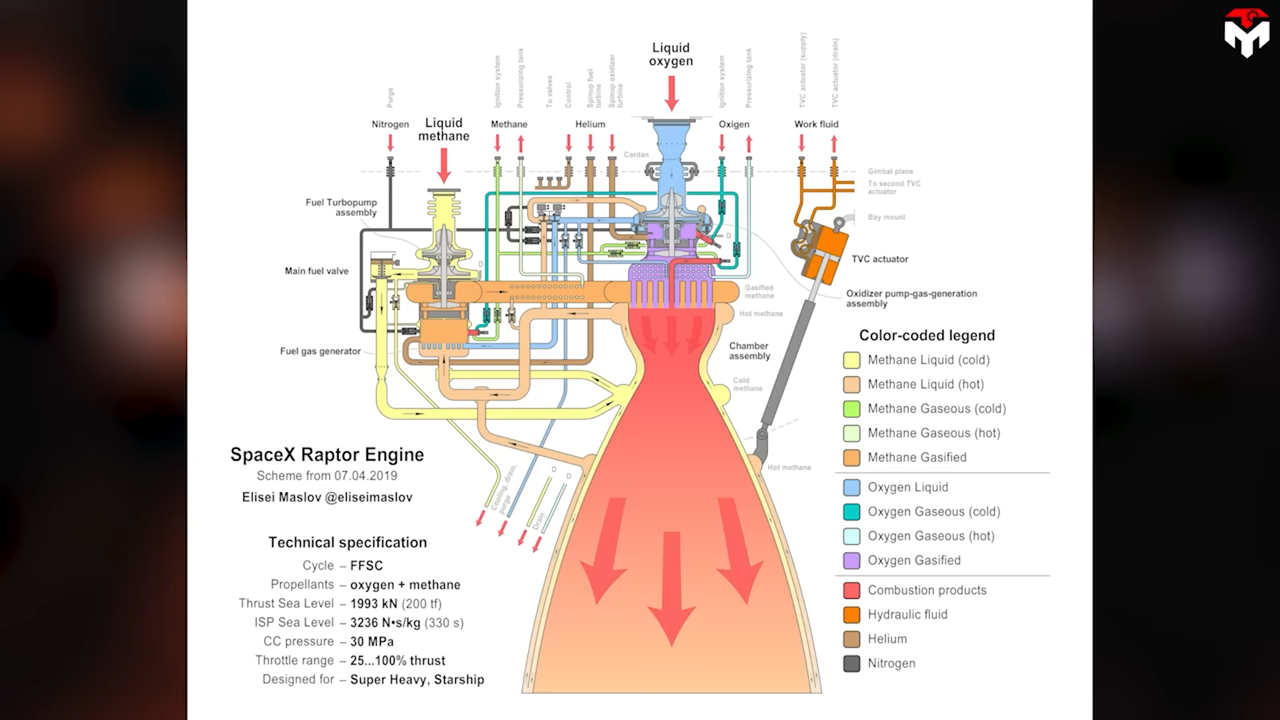 Liquid
oxygen
Purge
Ignition system
Pressurizing tank
To valves
Control
Spinup fuel
turbine
Spinup oxidizer
turbine
Ignition system
Pressurizing tank
TVC actuator (supply)
TVC actuator (drain)
Nitrogen
Liquid
methane
Methane
Helium
Oxigen
Work fluid
Cardan
Gimbal plane
To second TVC
actuator
Fuel Turbopump
assembly
Bay mount
D
D
Main fuel valve
TVC actuator
Gasified
methane
Oxidizer pump-gas-generation
assembly
Hot methane
Fuel gas generator
Chamber
assembly
Cold
methane
Hot methane
Cooling, drain,
purge
D
D
Drain
SpaceX Raptor Engine
Scheme from 07.04.2019
Elisei Maslov @eliseimaslov
Technical specification
Cycle – FFSC
Propellants – oxygen + methane
Thrust Sea Level – 1993 kN (200 tf)
ISP Sea Level – 3236 N•s/kg (330 s)
CC pressure – 30 MPa
Throttle range – 25...100% thrust
Designed for – Super Heavy, Starship
Color-coded legend
Methane Liquid (cold)
Methane Liquid (hot)
Methane Gaseous (cold)
Methane Gaseous (hot)
Methane Gasified
Oxygen Liquid
Oxygen Gaseous (cold)
Oxygen Gaseous (hot)
Oxygen Gasified
Combustion products
Hydraulic fluid
Helium
Nitrogen